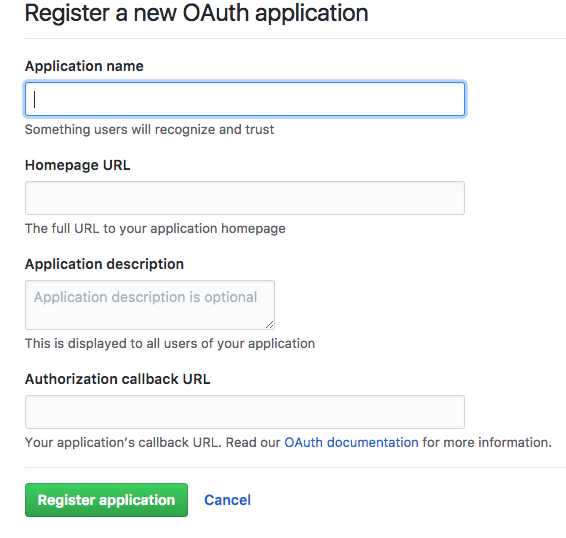 Register a new OAuth application
Application name
Something users will recognize and trust
Homepage URL
The full URL to your application homepage
Application description
Application description is optional
This is displayed to all users of your application
Authorization callback URL
Your application’s callback URL. Read our OAuth documentation for more information.
Register application Cancel